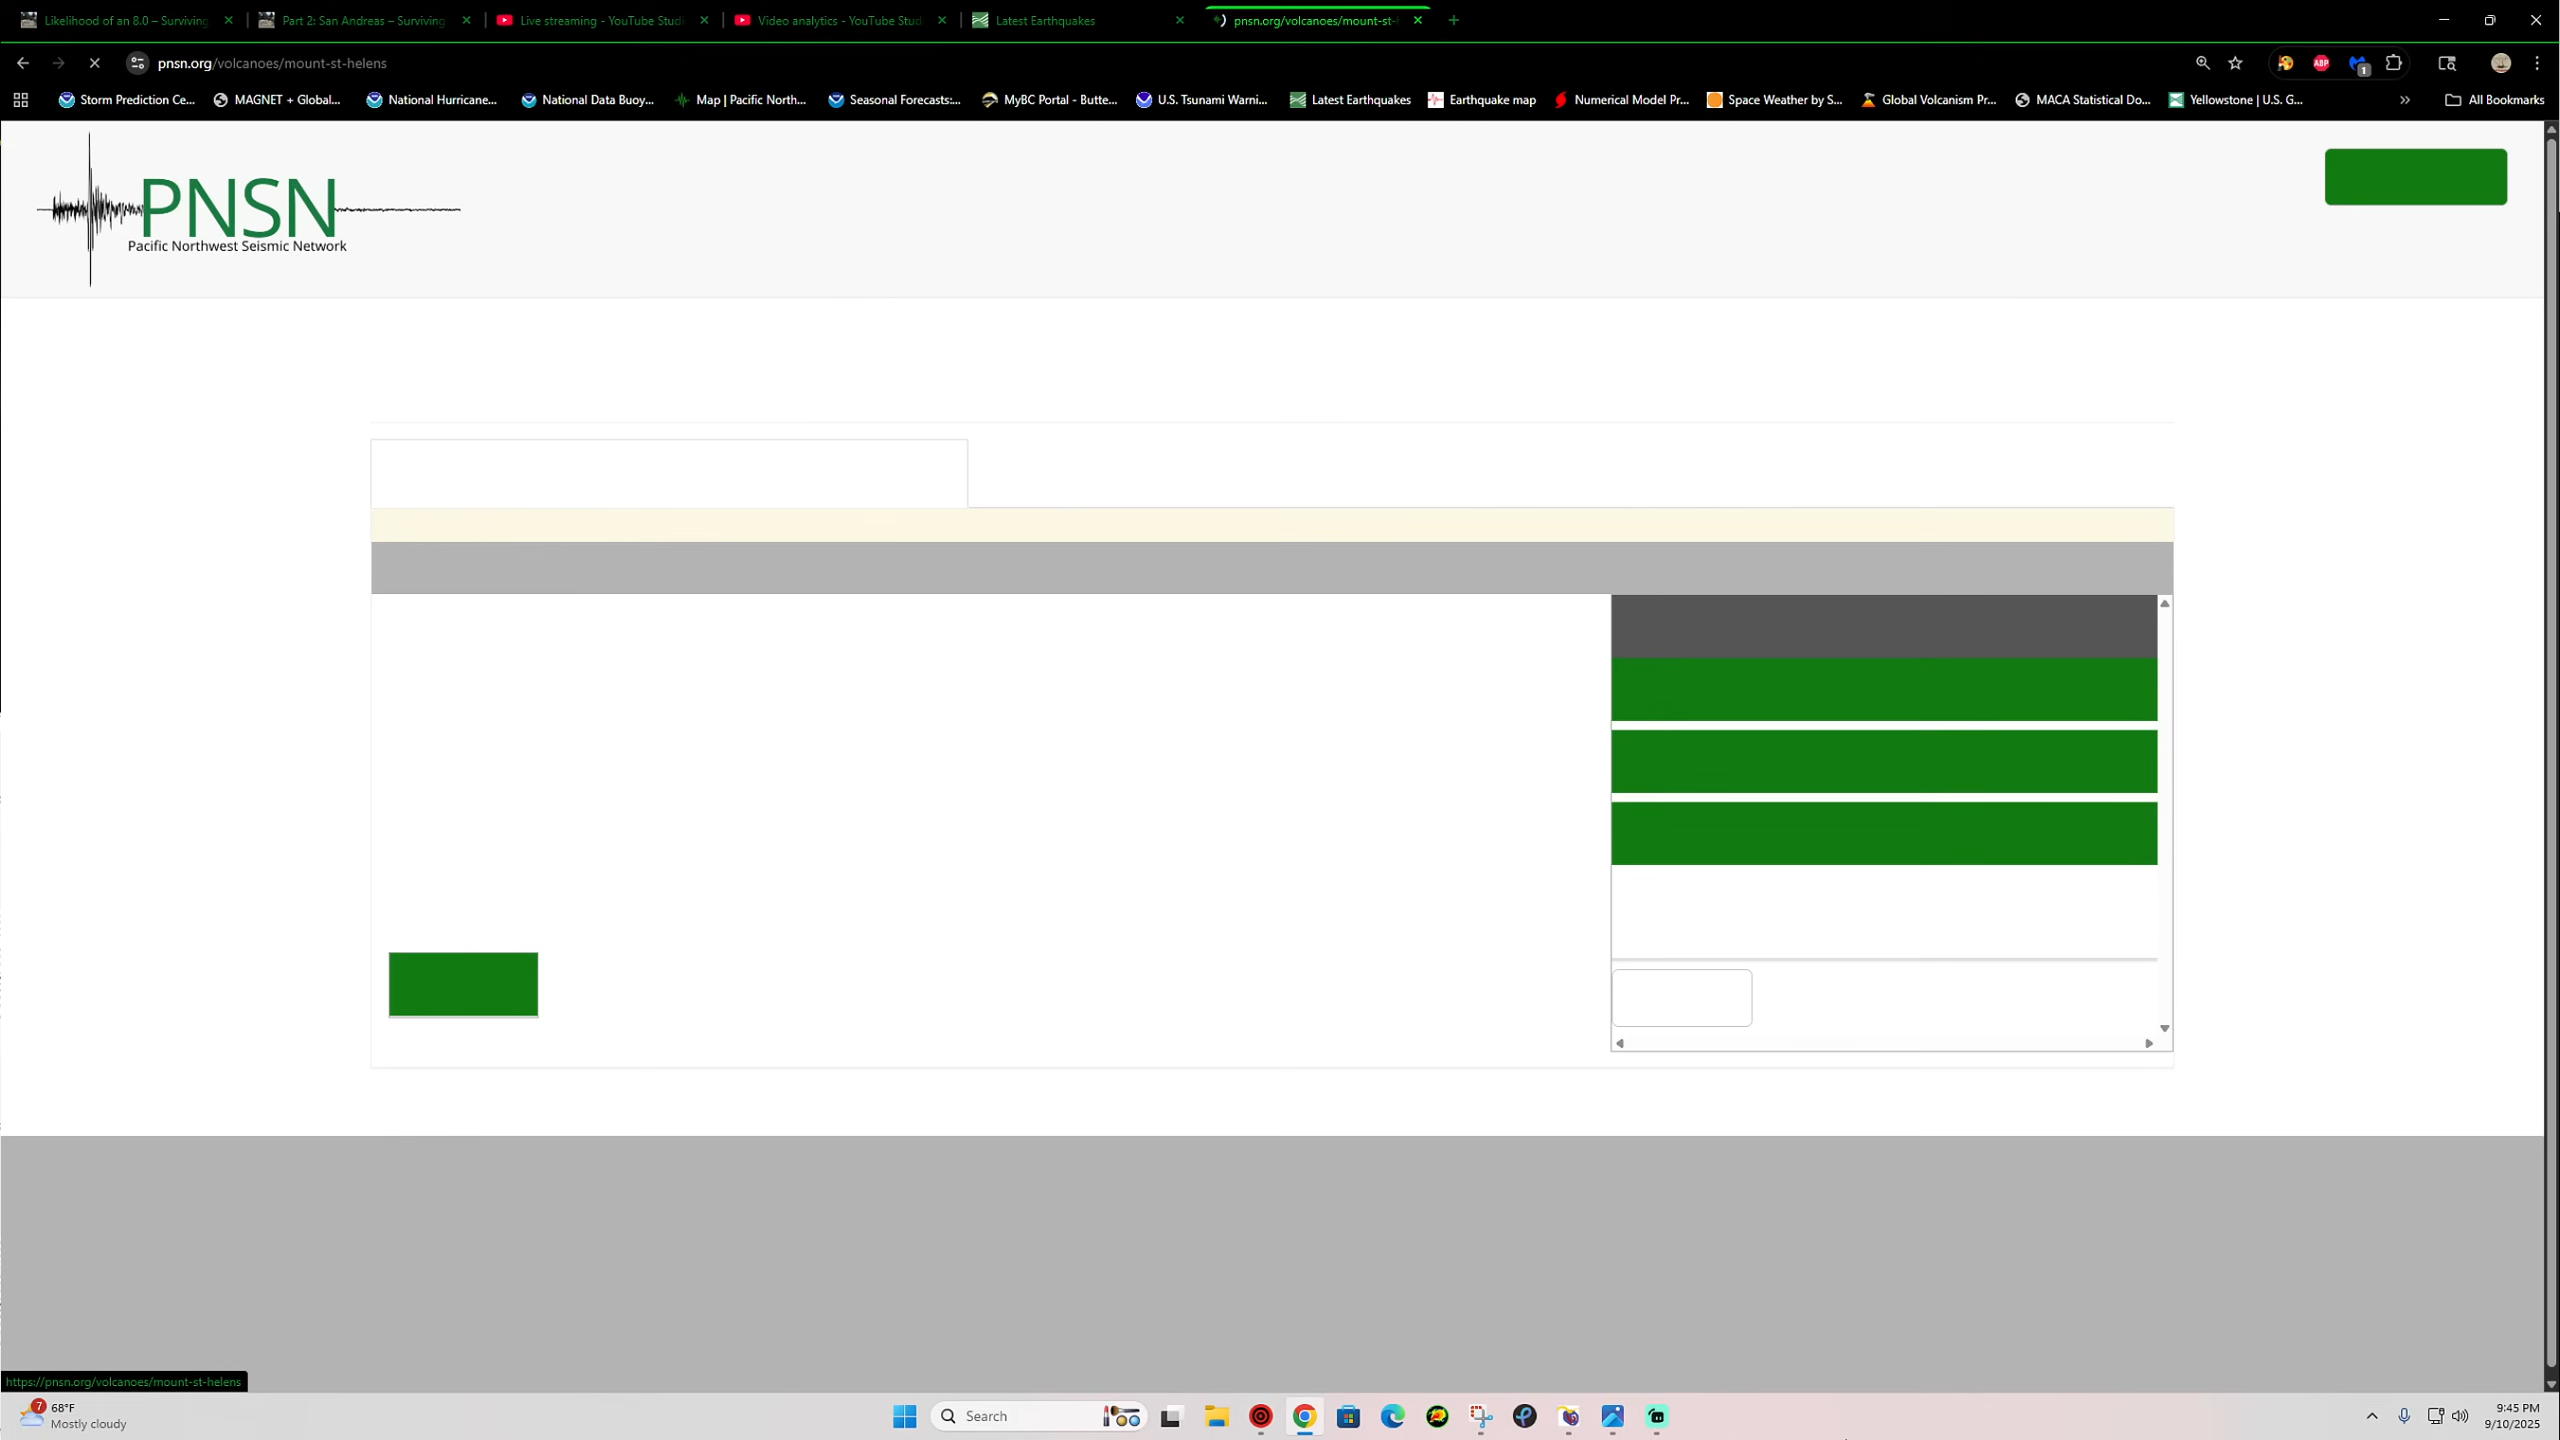 Likelihood of an 8.0 – Surviving
Part 2: San Andreas – Surviving
Live streaming - YouTube Studi
Video analytics - YouTube Stud
Latest Earthquakes
pnsn.org/volcanoes/mount-st-
pnsn.org/volcanoes/mount-st-helens
ABP
1
Storm Prediction Ce...
MAGNET + Global...
National Hurricane...
National Data Buoy...
Map | Pacific North...
Seasonal Forecasts:...
MyBC Portal - Butte...
U.S. Tsunami Warni...
Latest Earthquakes
Earthquake map
Numerical Model Pr...
Space Weather by S...
Global Volcanism Pr...
MACA Statistical Do...
Yellowstone | U.S. G...
All Bookmarks
PNSN
Pacific Northwest Seismic Network
https://pnsn.org/volcanoes/mount-st-helens
7
68°F
Mostly cloudy
Search
9:45 PM
9/10/2025